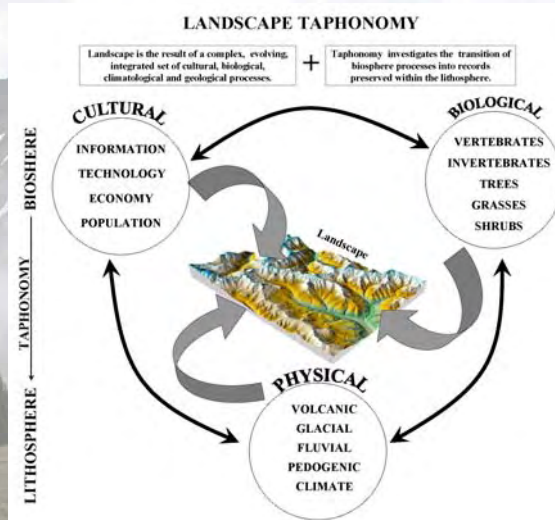 LANDSCAPE TAPHONOMY
Landscape is the result of a complex, evolving,
integrated set of cultural, biological,
climatological and geological processes.
+
Taphonomy investigates the transition of
biosphere processes into records
preserved within the lithosphere.
CULTURAL
INFORMATION
TECHNOLOGY
ECONOMY
POPULATION
BIOLOGICAL
VERTEBRATES
INVERTEBRATES
TREES
GRASSES
SHRUBS
Landscape
PHYSICAL
VOLCANIC
GLACIAL
FLUVIAL
PEDOGENIC
CLIMATE
BIOSHERE
TAPHONOMY
LITHOSPHERE